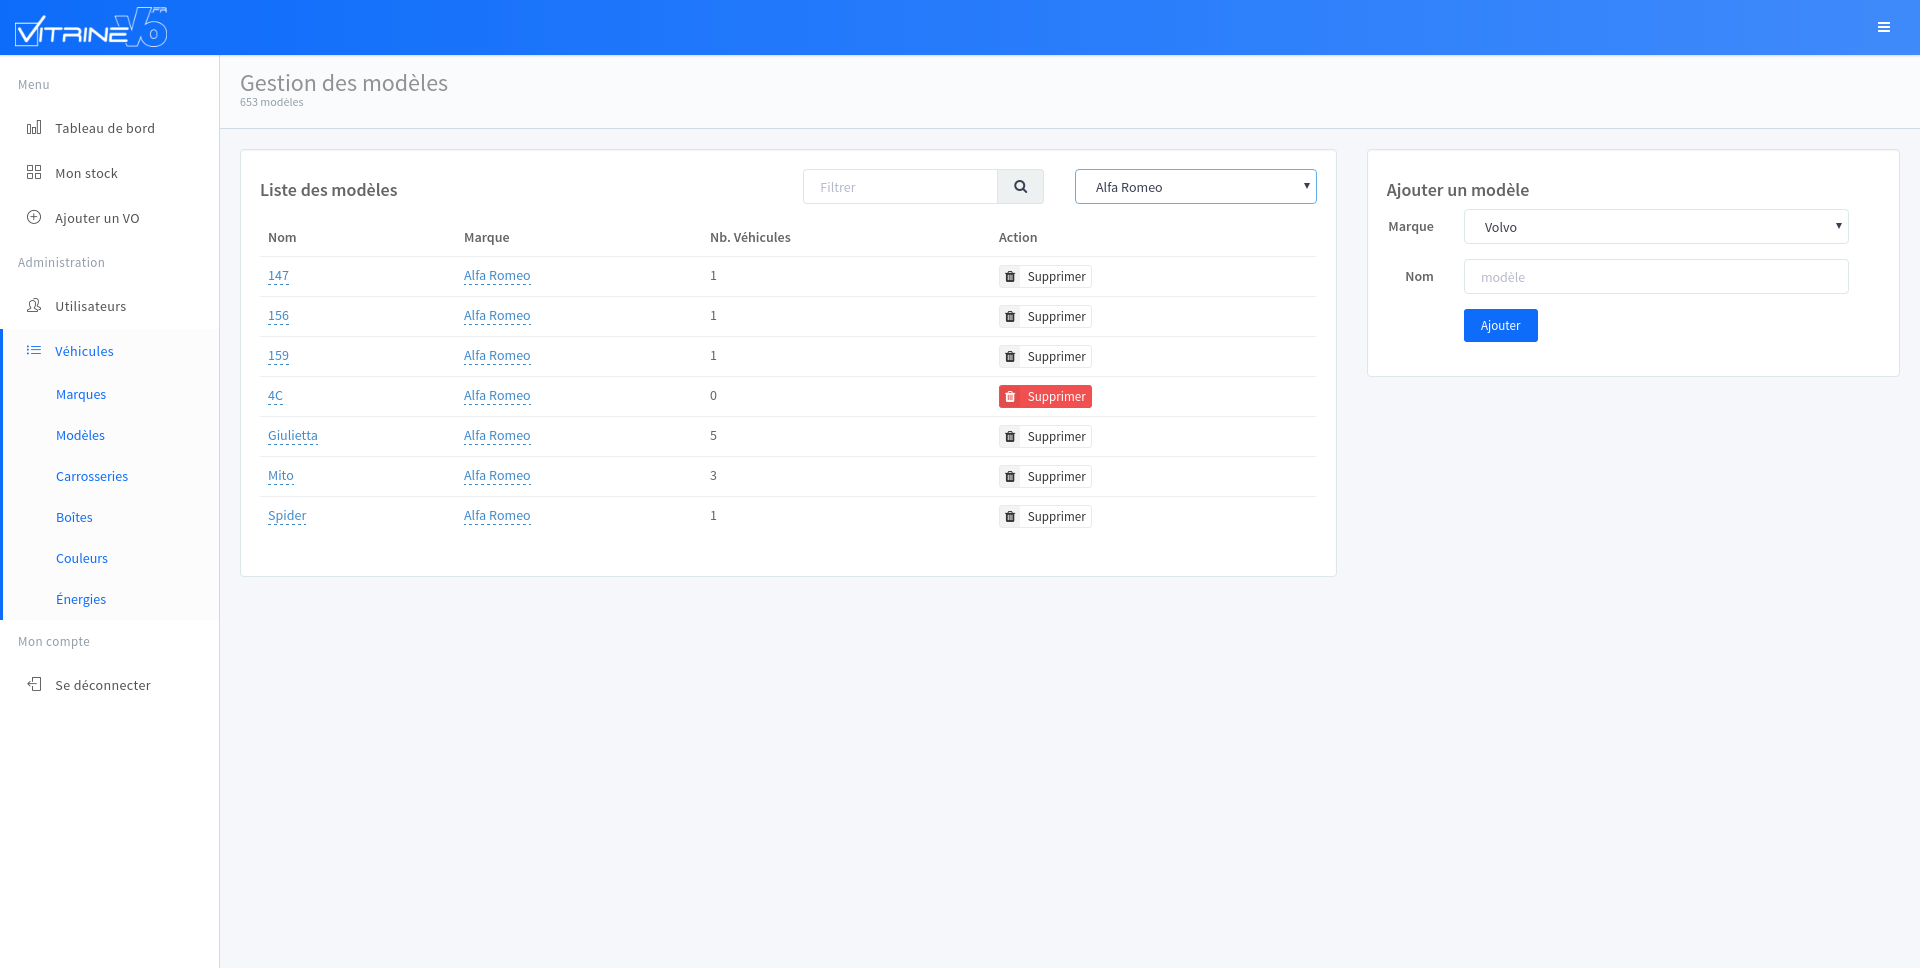 VITRINEV6
Menu
Tableau de bord
Mon stock
Ajouter un VO
Administration
Utilisateurs
Véhicules
Marques
Modèles
Carrosseries
Boîtes
Couleurs
Énergies
Mon compte
Se déconnecter
Gestion des modèles
653 modèles
Liste des modèles
Filtrer
Alfa Romeo
Nom Marque Nb. Véhicules Action
147 Alfa Romeo 1 Supprimer
156 Alfa Romeo 1 Supprimer
159 Alfa Romeo 1 Supprimer
4C Alfa Romeo 0 Supprimer
Giulietta Alfa Romeo 5 Supprimer
Mito Alfa Romeo 3 Supprimer
Spider Alfa Romeo 1 Supprimer
Ajouter un modèle
Marque Volvo
Nom modèle
Ajouter